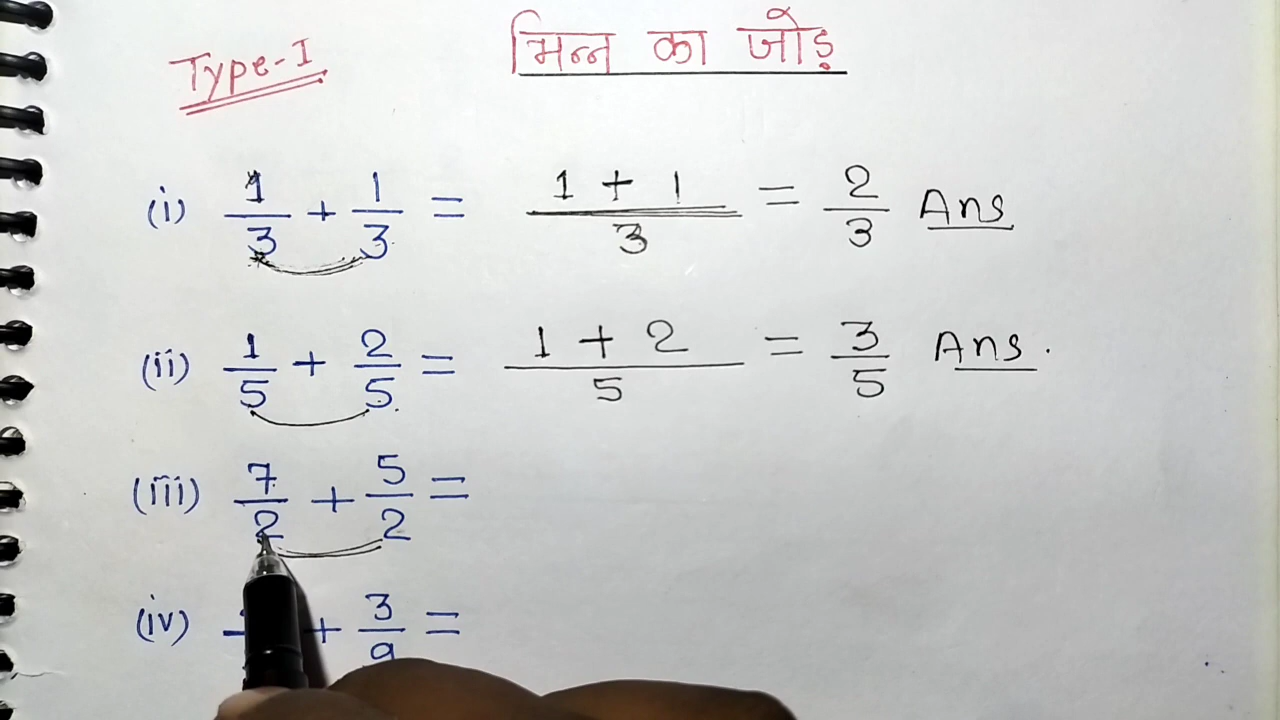 Type-I
भिन्न का जोड़
(i) 1/3 + 1/3 = 1 + 1/3 = 2/3 Ans
(ii) 1/5 + 2/5 = 1 + 2/5 = 3/5 Ans.
(iii) 7/2 + 5/2 =
(iv) + 3/9 =